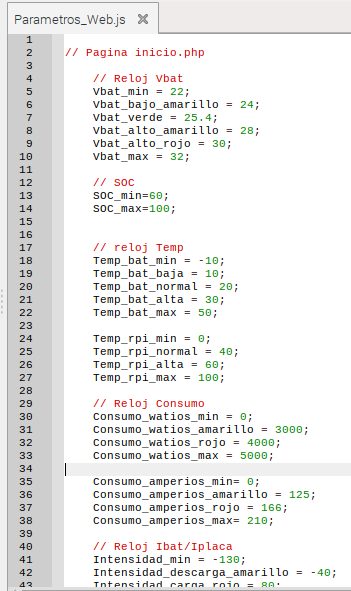 Parametros_Web.js
1
2 // Pagina inicio.php
3
4 // Reloj Vbat
5 Vbat_min = 22;
6 Vbat_bajo_amarillo = 24;
7 Vbat_verde = 25.4;
8 Vbat_alto_amarillo = 28;
9 Vbat_alto_rojo = 30;
10 Vbat_max = 32;
11
12 // SOC
13 SOC_min=60;
14 SOC_max=100;
15
16
17 // reloj Temp
18 Temp_bat_min = -10;
19 Temp_bat_baja = 10;
20 Temp_bat_normal = 20;
21 Temp_bat_alta = 30;
22 Temp_bat_max = 50;
23
24 Temp_rpi_min = 0;
25 Temp_rpi_normal = 40;
26 Temp_rpi_alta = 60;
27 Temp_rpi_max = 100;
28
29 // Reloj Consumo
30 Consumo_watios_min = 0;
31 Consumo_watios_amarillo = 3000;
32 Consumo_watios_rojo = 4000;
33 Consumo_watios_max = 5000;
34
35 Consumo_amperios_min= 0;
36 Consumo_amperios_amarillo = 125;
37 Consumo_amperios_rojo = 166;
38 Consumo_amperios_max= 210;
39
40 // Reloj Ibat/Iplaca
41 Intensidad_min = -130;
42 Intensidad_descarga_amarillo = -40;
43 Intensidad_carga_rojo = 80;